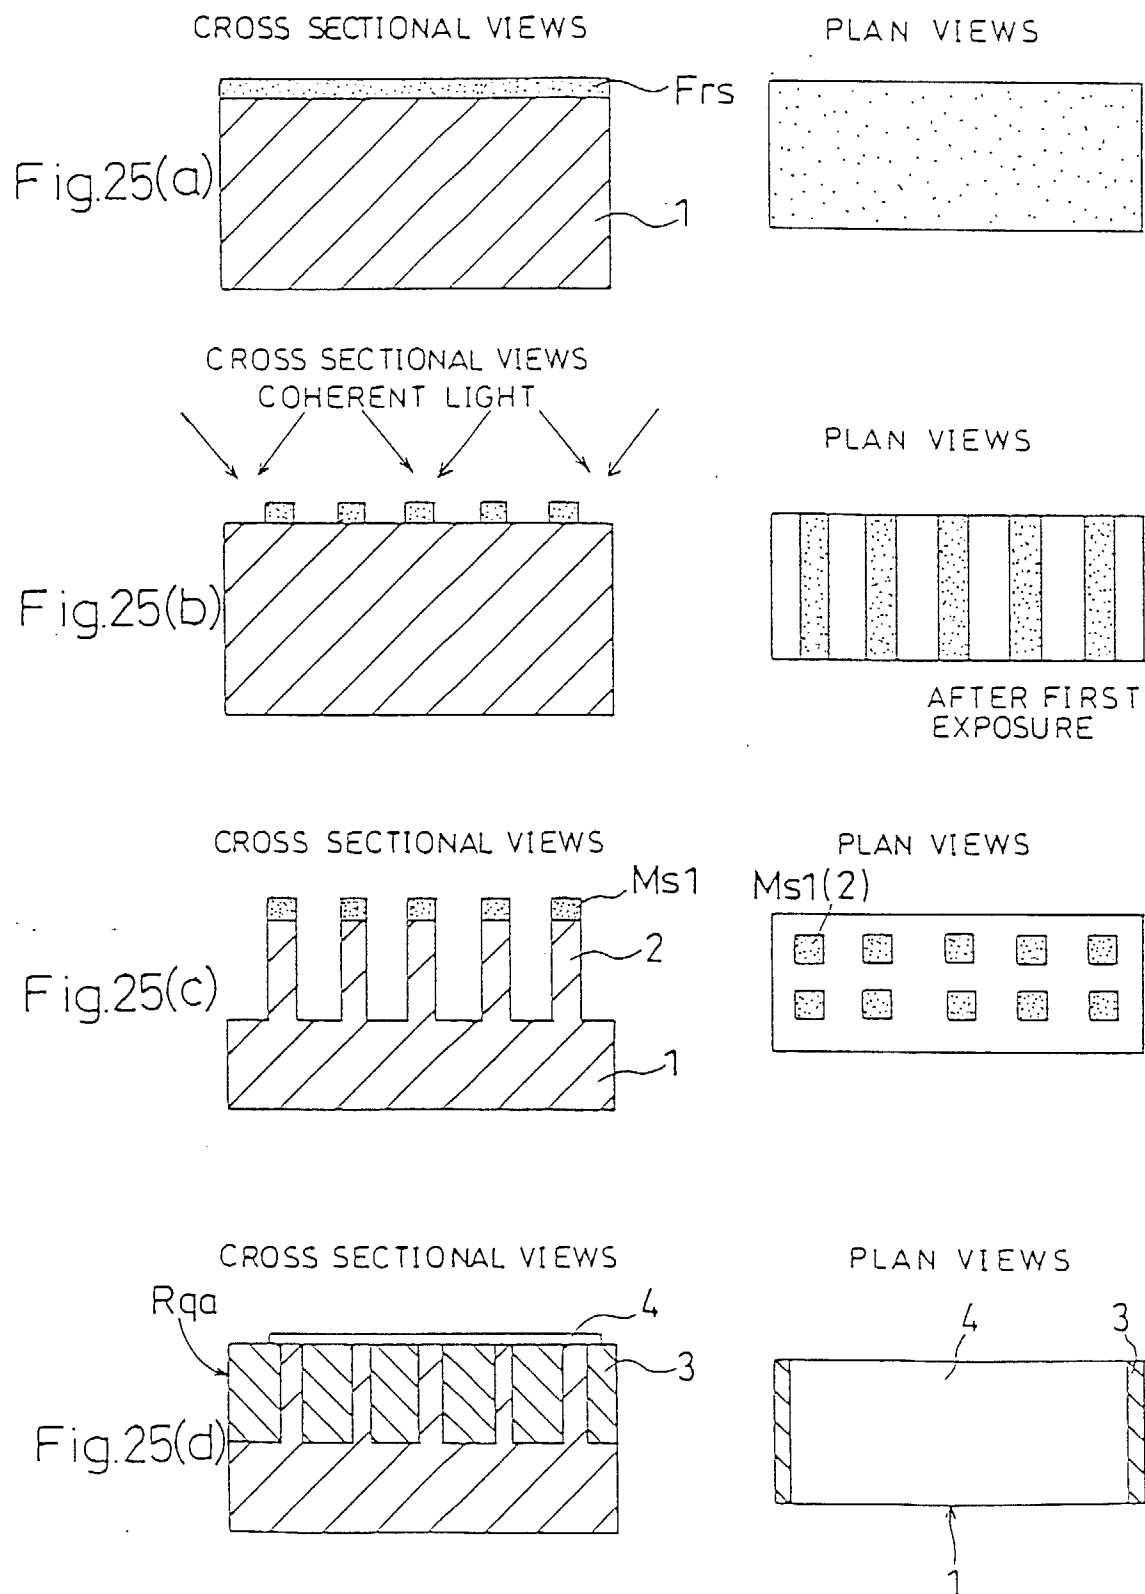 CROSS SECTIONAL VIEWS
PLAN VIEWS
Frs
Fig.25(a)
1
CROSS SECTIONAL VIEWS
COHERENT LIGHT
PLAN VIEWS
Fig.25(b)
AFTER FIRST
EXPOSURE
CROSS SECTIONAL VIEWS
PLAN VIEWS
Ms1
Ms1(2)
2
Fig.25(c)
1
CROSS SECTIONAL VIEWS
PLAN VIEWS
Rqa
4
4
3
3
Fig.25(d)
1